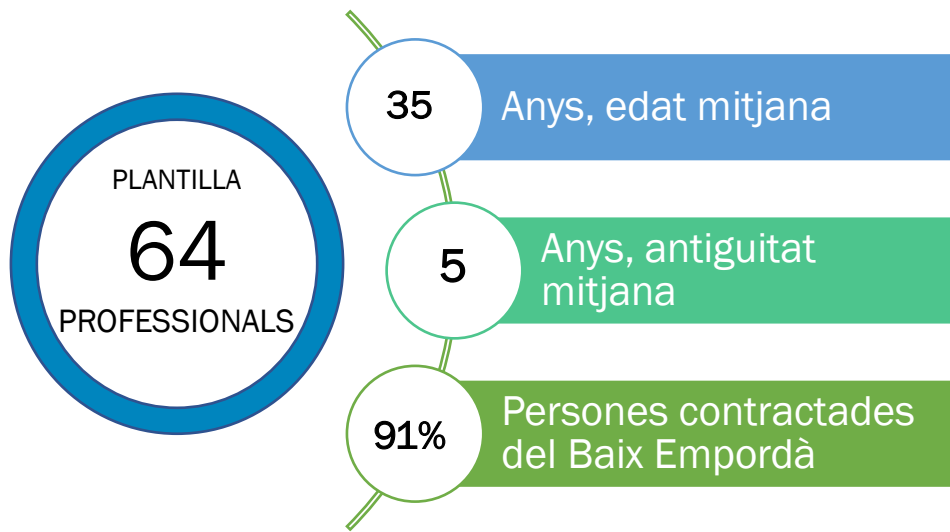 PLANTILLA
64
PROFESSIONALS
35
Anys, edat mitjana
5
Anys, antiguitat
mitjana
91%
Persones contractades
del Baix Empordà